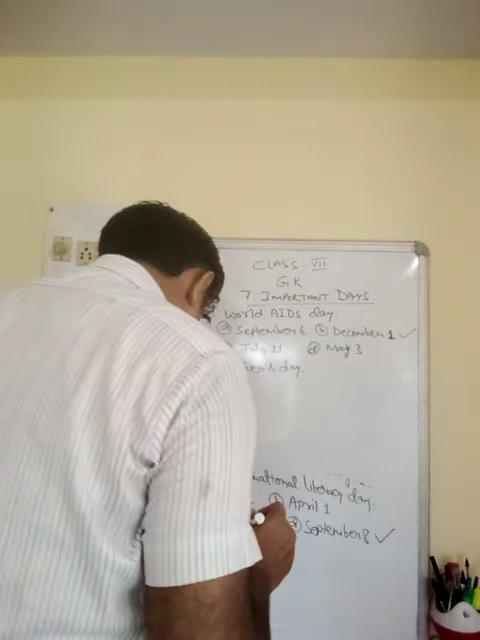 CLASS - VII
GK
7 IMPORTANT DAYS
World AIDs day.
ⓐ September 6 ⓑ December 1 ✓
July 11 ⓓ May 3
day.
national literacy day.
ⓑ April 1
ⓓ September 8 ✓